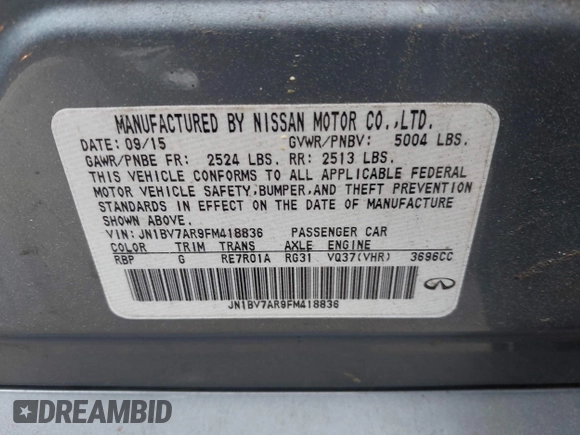 MANUFACTURED BY NISSAN MOTOR CO.,LTD.
DATE: 09/15 GVWR/PNBV: 5004 LBS.
GAWR/PNBE FR: 2524 LBS. RR: 2513 LBS.
THIS VEHICLE CONFORMS TO ALL APPLICABLE FEDERAL
MOTOR VEHICLE SAFETY,BUMPER,AND THEFT PREVENTION
STANDARDS IN EFFECT ON THE DATE OF MANUFACTURE
SHOWN ABOVE.
VIN: JN1BV7AR9FM418836 PASSENGER CAR
COLOR TRIM TRANS AXLE ENGINE
RBP G RE7R01A RG31 VQ37(VHR) 3696CC
JN1BV7AR9FM418836
DREAMBID